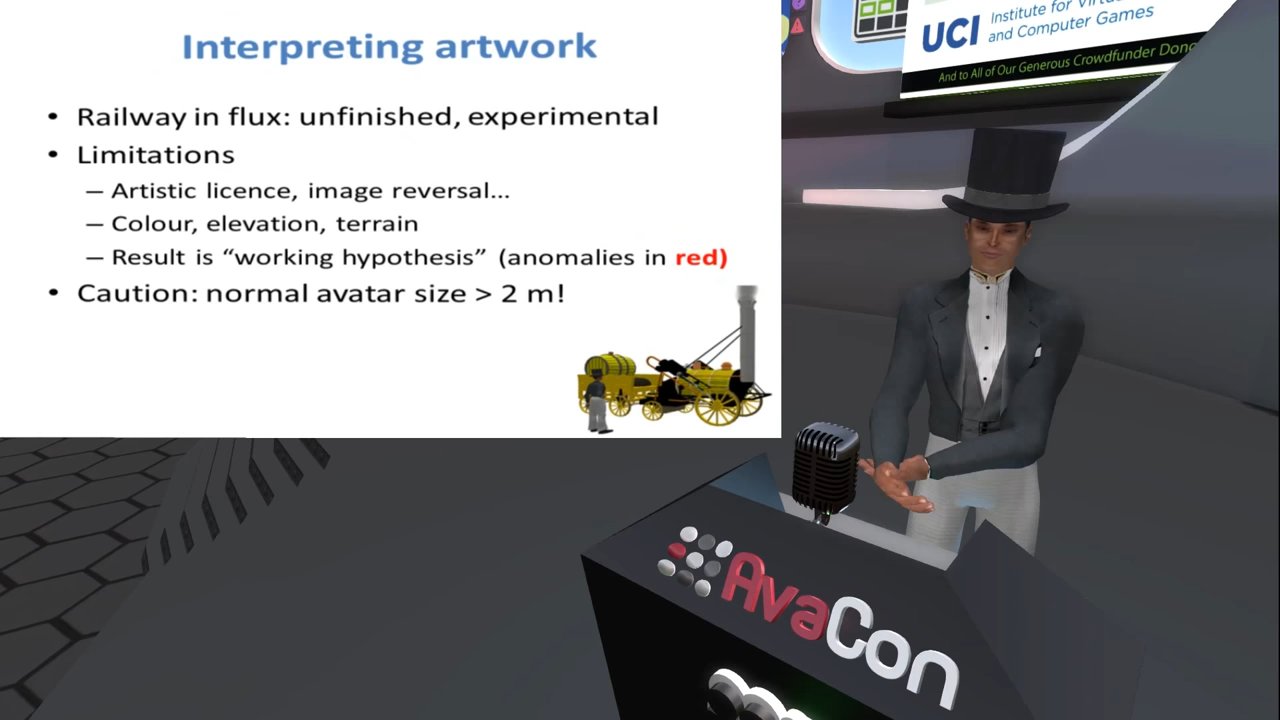 Interpreting artwork
• Railway in flux: unfinished, experimental
• Limitations
– Artistic licence, image reversal...
– Colour, elevation, terrain
– Result is “working hypothesis” (anomalies in red)
• Caution: normal avatar size > 2 m!
UCI
Institute for
and Computer Games
And to All of Our Generous Crowdfunder
AvaCon